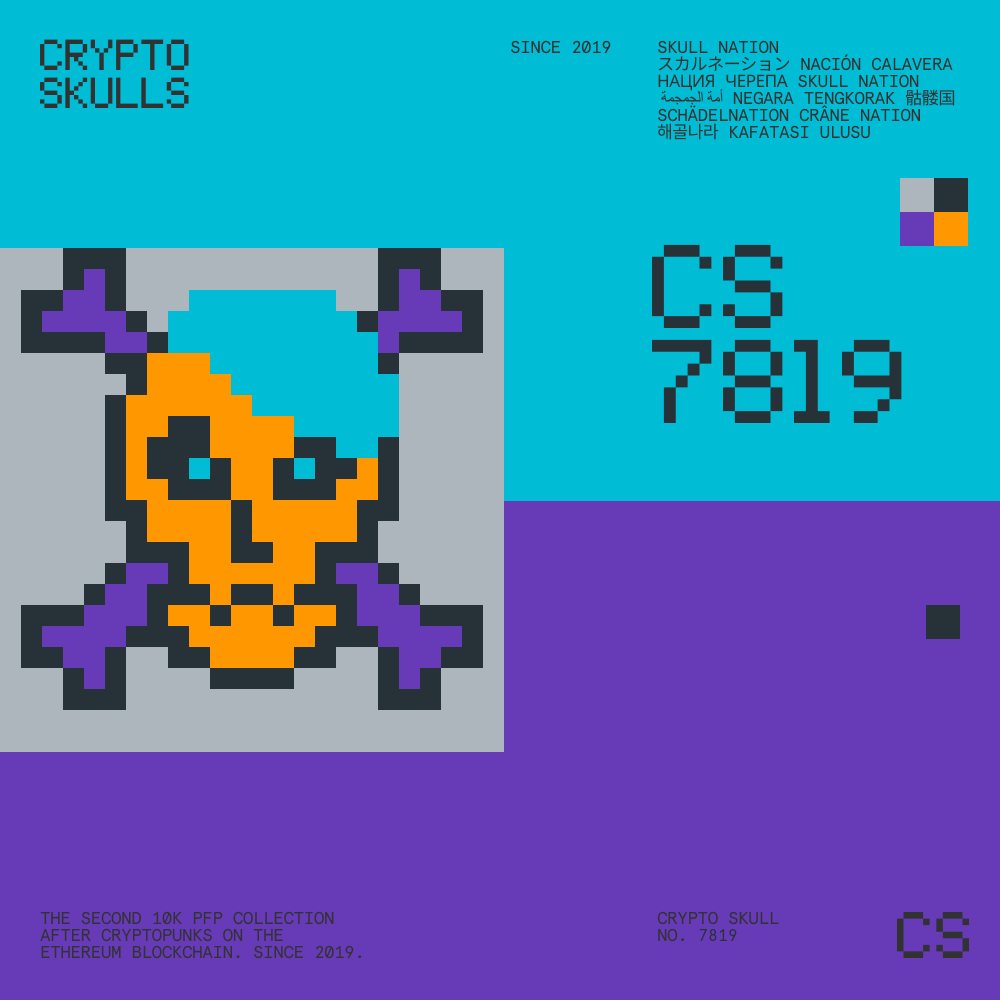 CRYPTO
SKULLS
SINCE 2019
SKULL NATION
スカルネーション NACIÓN CALAVERA
НАЦИЯ ЧЕРЕПА SKULL NATION
أمة الجمجمة NEGARA TENGKORAK 骷髅国
SCHÄDELNATION CRÂNE NATION
해골나라 KAFATASI ULUSU
CS
7819
THE SECOND 10K PFP COLLECTION
AFTER CRYPTOPUNKS ON THE
ETHEREUM BLOCKCHAIN. SINCE 2019.
CRYPTO SKULL
NO. 7819
CS